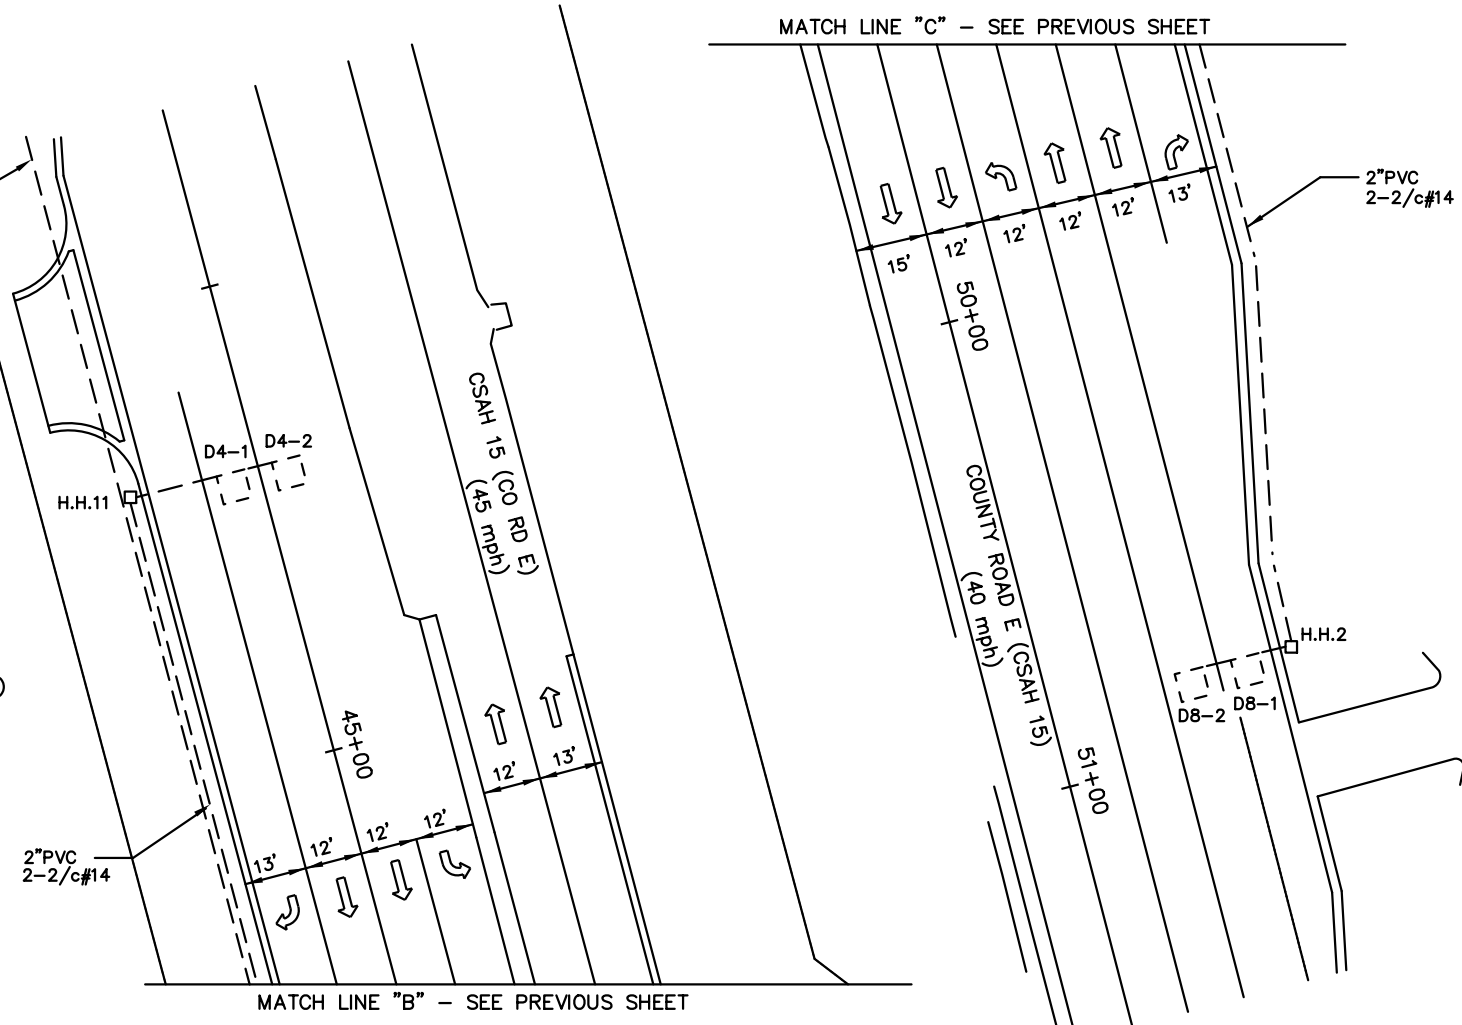 MATCH LINE "C" – SEE PREVIOUS SHEET
2"PVC
2–2/c#14
15'
12'
12'
12'
12'
13'
50+00
COUNTY ROAD E (CSAH 15)
(40 mph)
H.H.2
D8–2
D8–1
51+00
CSAH 15 (CO RD E)
(45 mph)
D4–1
D4–2
H.H.11
45+00
12'
13'
13'
12'
12'
12'
2"PVC
2–2/c#14
MATCH LINE "B" – SEE PREVIOUS SHEET